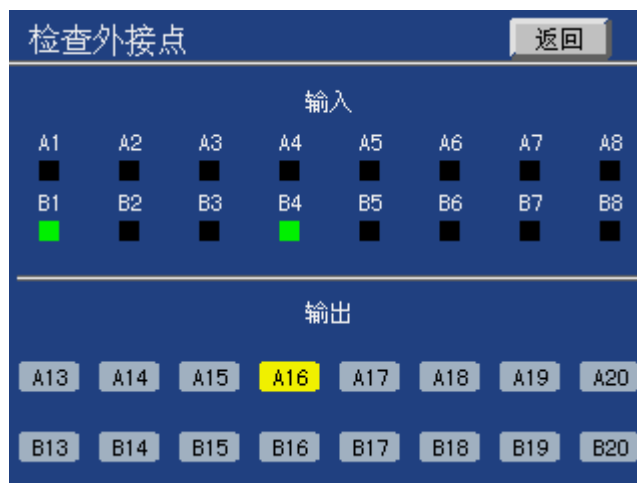 检查外接点 返回
输入
A1 A2 A3 A4 A5 A6 A7 A8
B1 B2 B3 B4 B5 B6 B7 B8
输出
A13 A14 A15 A16 A17 A18 A19 A20
B13 B14 B15 B16 B17 B18 B19 B20